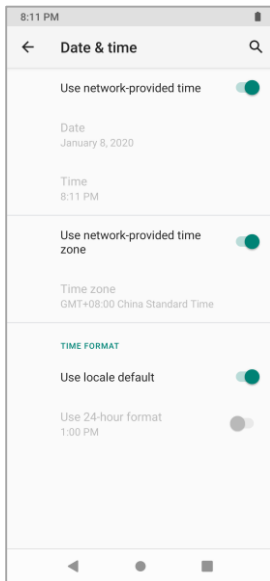 8:11 PM
Date & time
Use network-provided time
Date
January 8, 2020
Time
8:11 PM
Use network-provided time
zone
Time zone
GMT+08:00 China Standard Time
TIME FORMAT
Use locale default
Use 24-hour format
1:00 PM